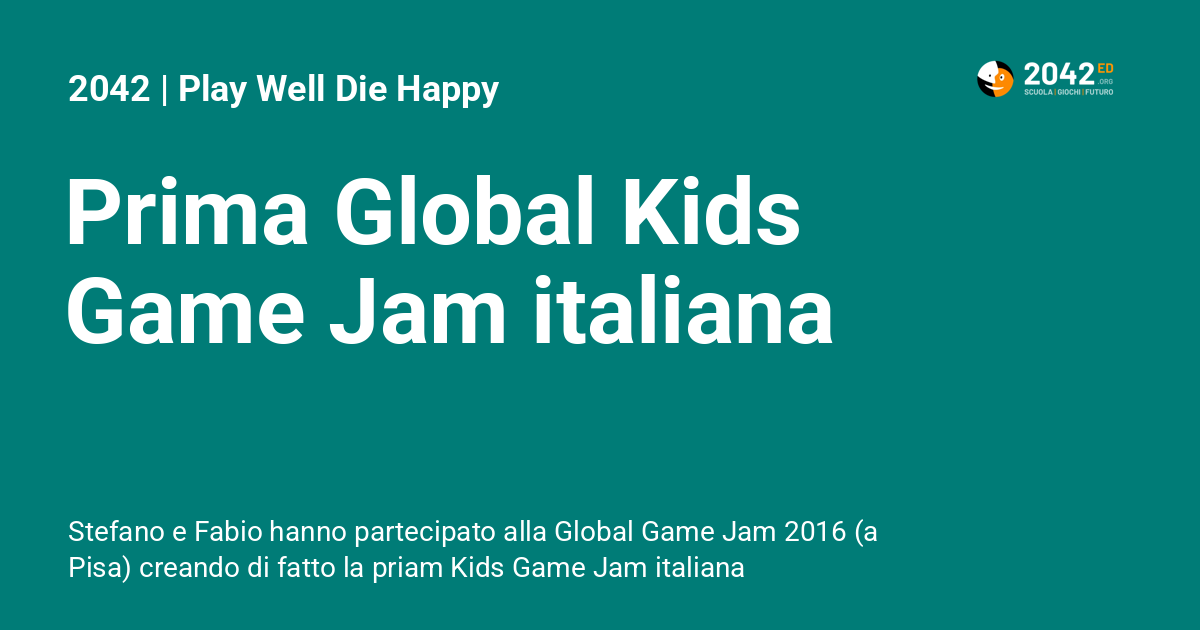 2042 | Play Well Die Happy
2042 ED
.ORG
SCUOLA | GIOCHI | FUTURO
Prima Global Kids
Game Jam italiana
Stefano e Fabio hanno partecipato alla Global Game Jam 2016 (a
Pisa) creando di fatto la priam Kids Game Jam italiana